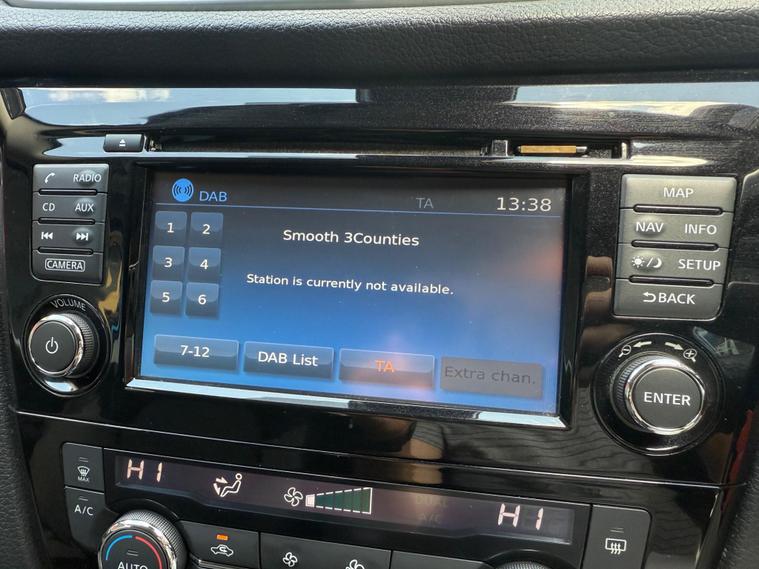 RADIO
CD AUX
CAMERA
VOLUME
DAB TA 13:38
1 2
Smooth 3Counties
3 4
Station is currently not available.
5 6
7-12 DAB List TA Extra chan.
MAP
NAV INFO
SETUP
BACK
ENTER
MAX
A/C
HI
HI
AUTO